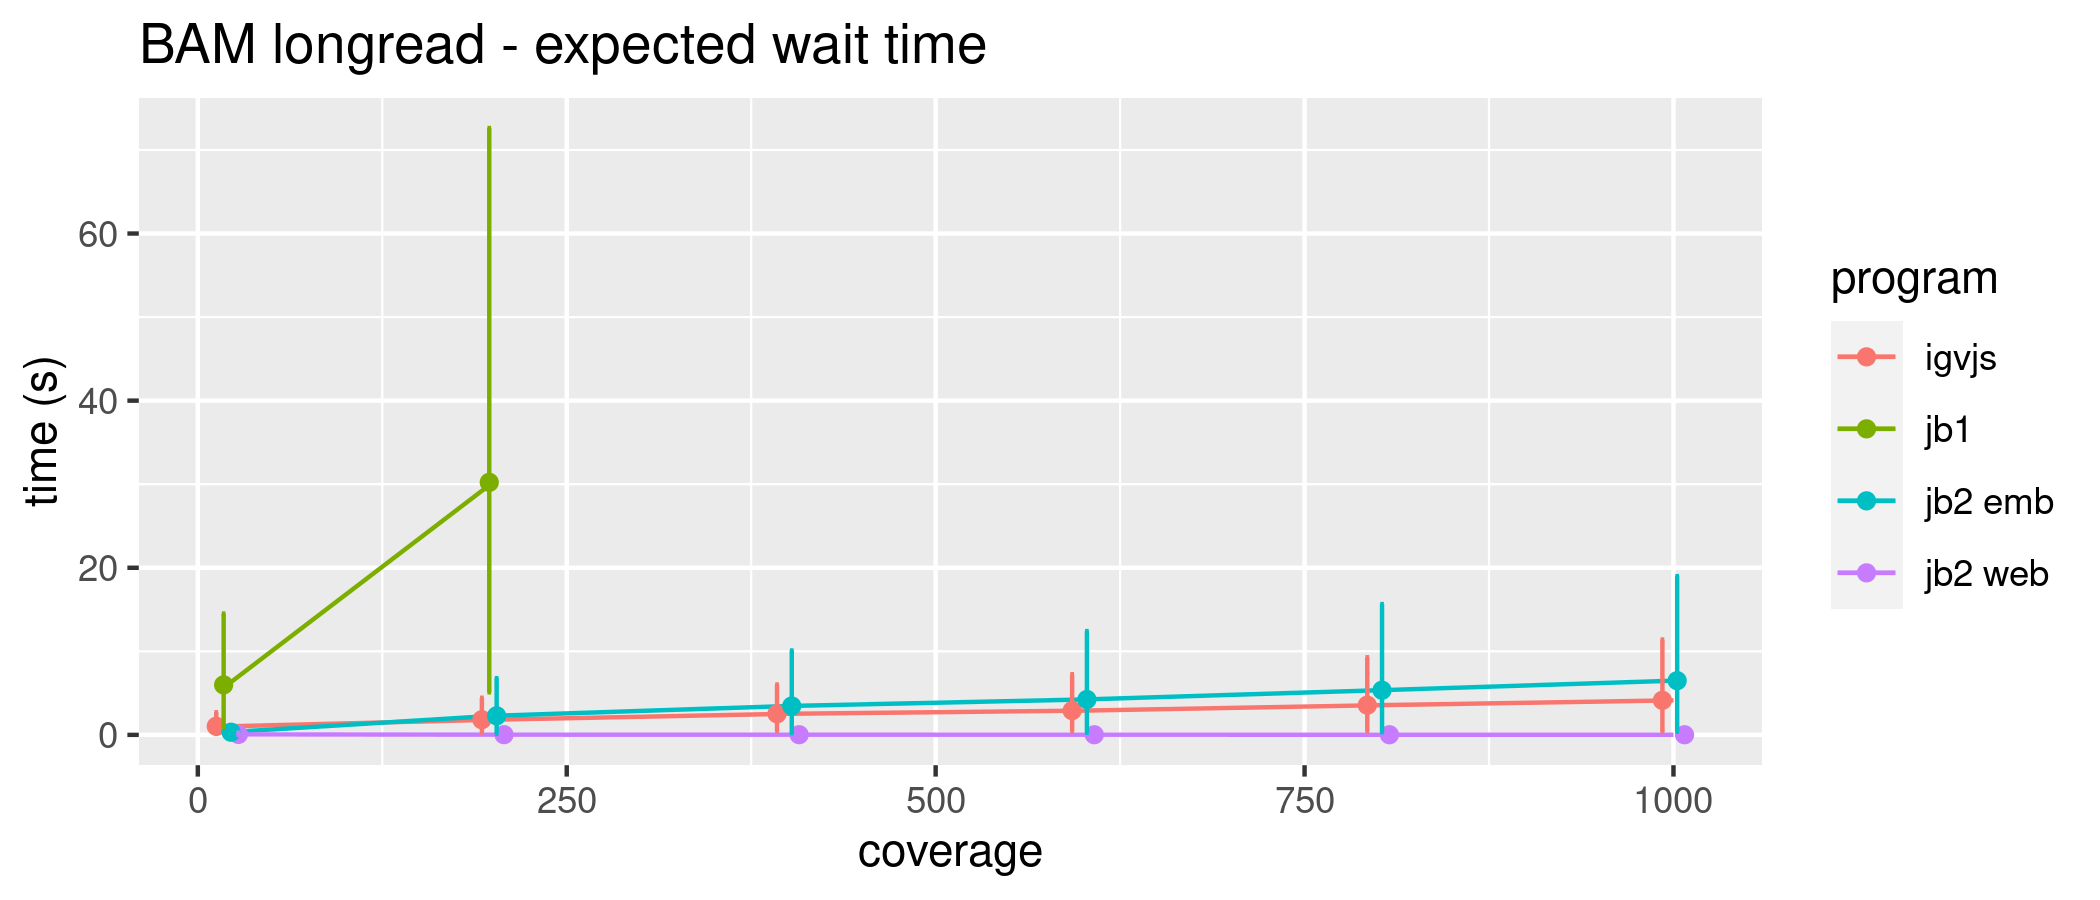 BAM longread - expected wait time
time (s)
60
40
20
0
0 250 500 750 1000
coverage
program
igvjs
jb1
jb2 emb
jb2 web